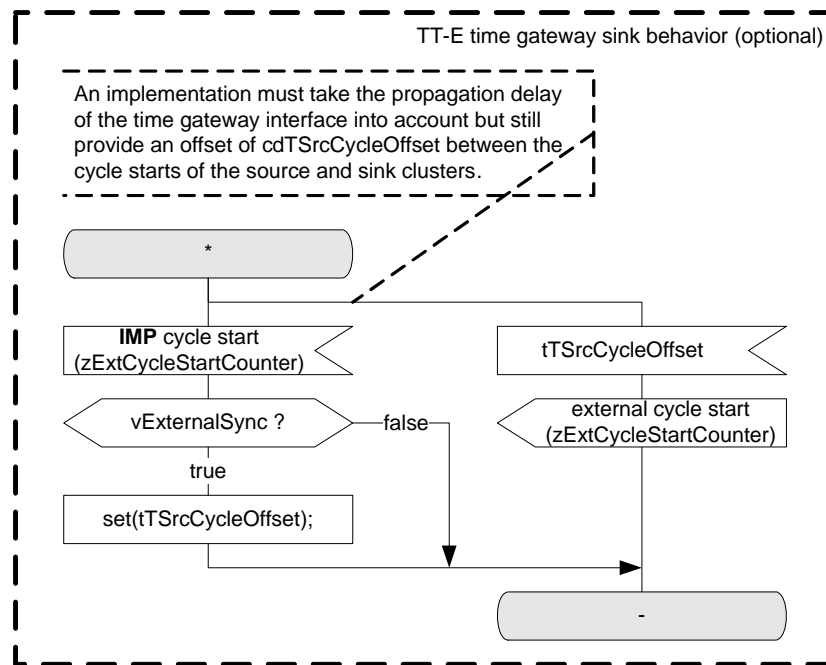 TT-E time gateway sink behavior (optional)
An implementation must take the propagation delay
of the time gateway interface into account but still
provide an offset of cdTSrcCycleOffset between the
cycle starts of the source and sink clusters.
*
IMP cycle start
(zExtCycleStartCounter)
tTSrcCycleOffset
vExternalSync ?
false
external cycle start
(zExtCycleStartCounter)
true
set(tTSrcCycleOffset);
-